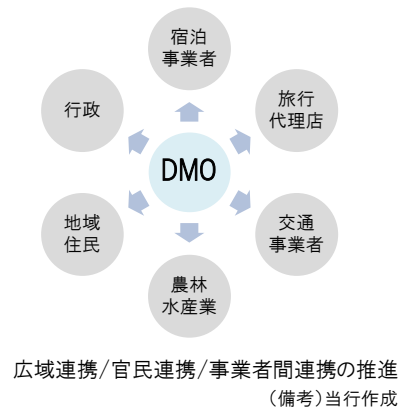 宿泊
事業者
行政
旅行
代理店
DMO
地域
住民
交通
事業者
農林
水産業
広域連携/官民連携/事業者間連携の推進
（備考）当行作成